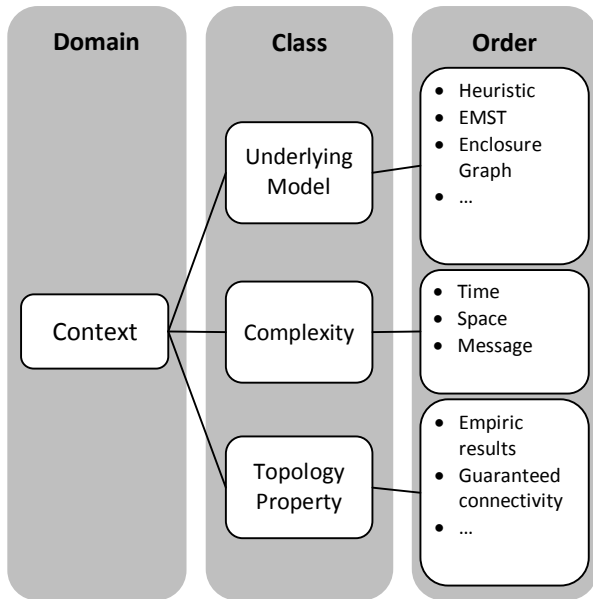 Domain
Class
Order
Context
Underlying
Model
Complexity
Topology
Property
• Heuristic
• EMST
• Enclosure
Graph
• ...
• Time
• Space
• Message
• Empiric
results
• Guaranteed
connectivity
• ...